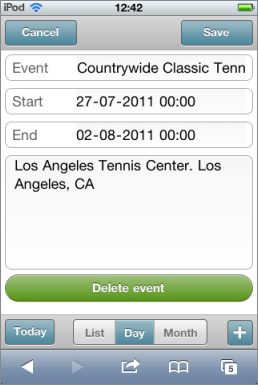 iPod 12:42
Cancel Save
Event Countrywide Classic Tenn
Start 27-07-2011 00:00
End 02-08-2011 00:00
Los Angeles Tennis Center. Los
Angeles, CA
Delete event
Today List Day Month +
5